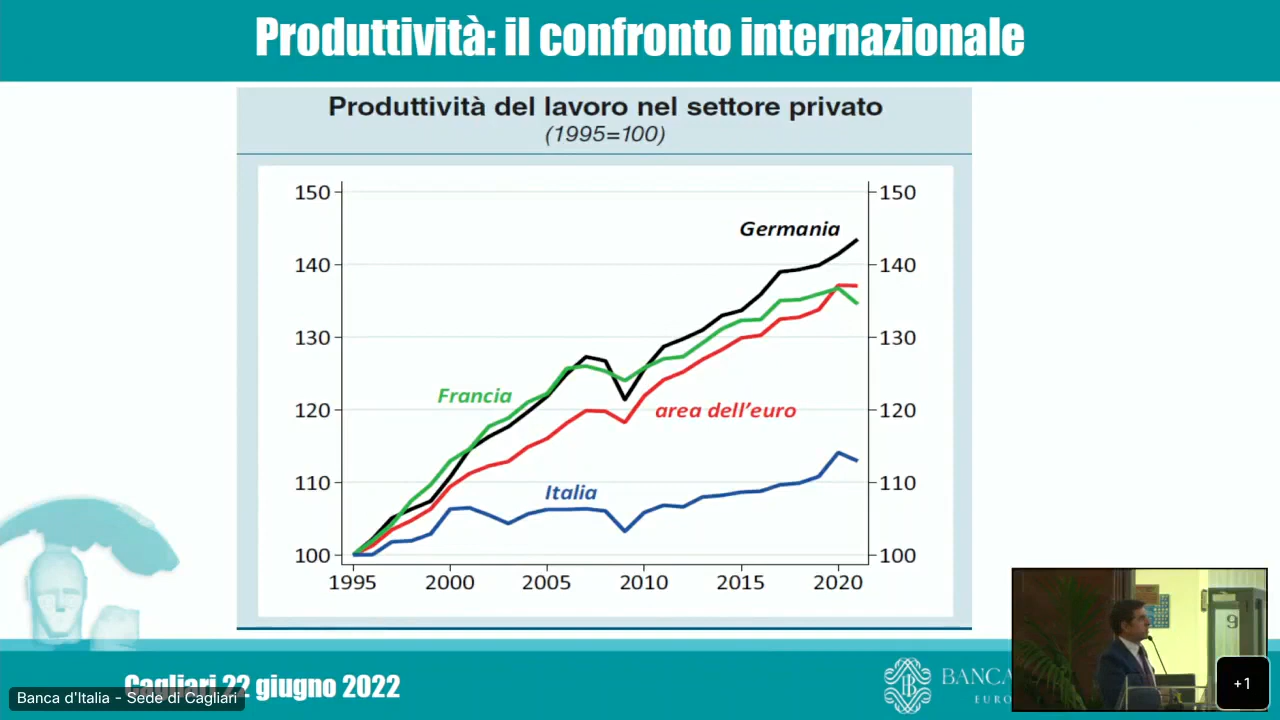 Produttività: il confronto internazionale
Produttività del lavoro nel settore privato
(1995=100)
150 150
Germania
140 140
130 130
Francia
120 area dell'euro 120
110 Italia 110
100 100
1995 2000 2005 2010 2015 2020
9
Cagliari 22 giugno 2022
BANCA
EURO
Banca d'Italia - Sede di Cagliari
+1